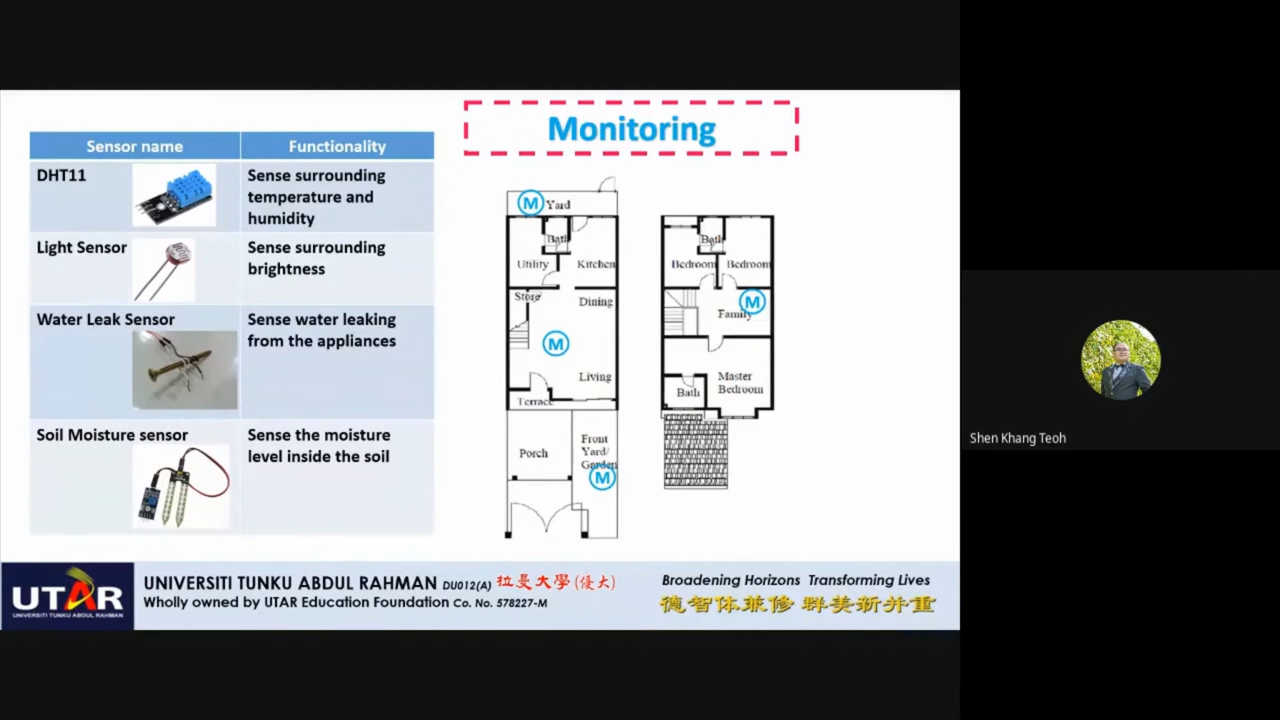 Monitoring
Sensor name Functionality
DHT11
Sense surrounding
temperature and
humidity
Light Sensor
Sense surrounding
brightness
Water Leak Sensor
Sense water leaking
from the appliances
Soil Moisture sensor
Sense the moisture
level inside the soil
M Yard
Bath
Utility Kitchen
Store
Dining
M
Living
Terrace
Porch
Front
Yard/
Garden
M
Bath
Bedroom Bedroom
M
Family
Master
Bedroom
Bath
Shen Khang Teoh
UTAR
UNIVERSITI TUNKU ABDUL RAHMAN
UNIVERSITI TUNKU ABDUL RAHMAN DU012(A) 拉曼大學(優大)
Wholly owned by UTAR Education Foundation Co. No. 578227-M
Broadening Horizons Transforming Lives
德智体兼修 群美新并重